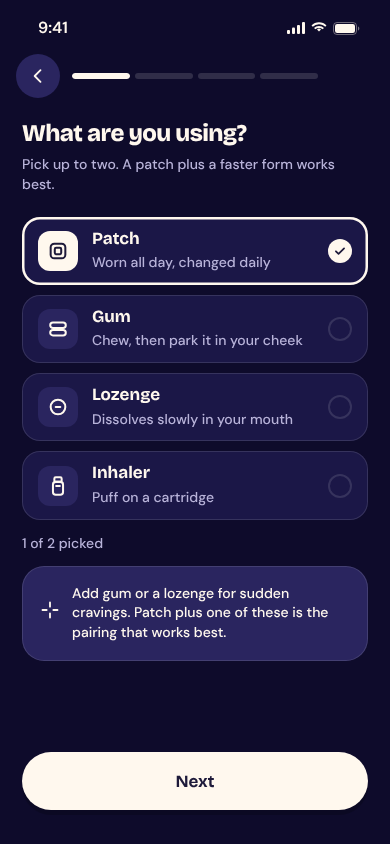 9:41
What are you using?
Pick up to two. A patch plus a faster form works
best.
Patch
Worn all day, changed daily
Gum
Chew, then park it in your cheek
Lozenge
Dissolves slowly in your mouth
Inhaler
Puff on a cartridge
1 of 2 picked
Add gum or a lozenge for sudden
cravings. Patch plus one of these is the
pairing that works best.
Next